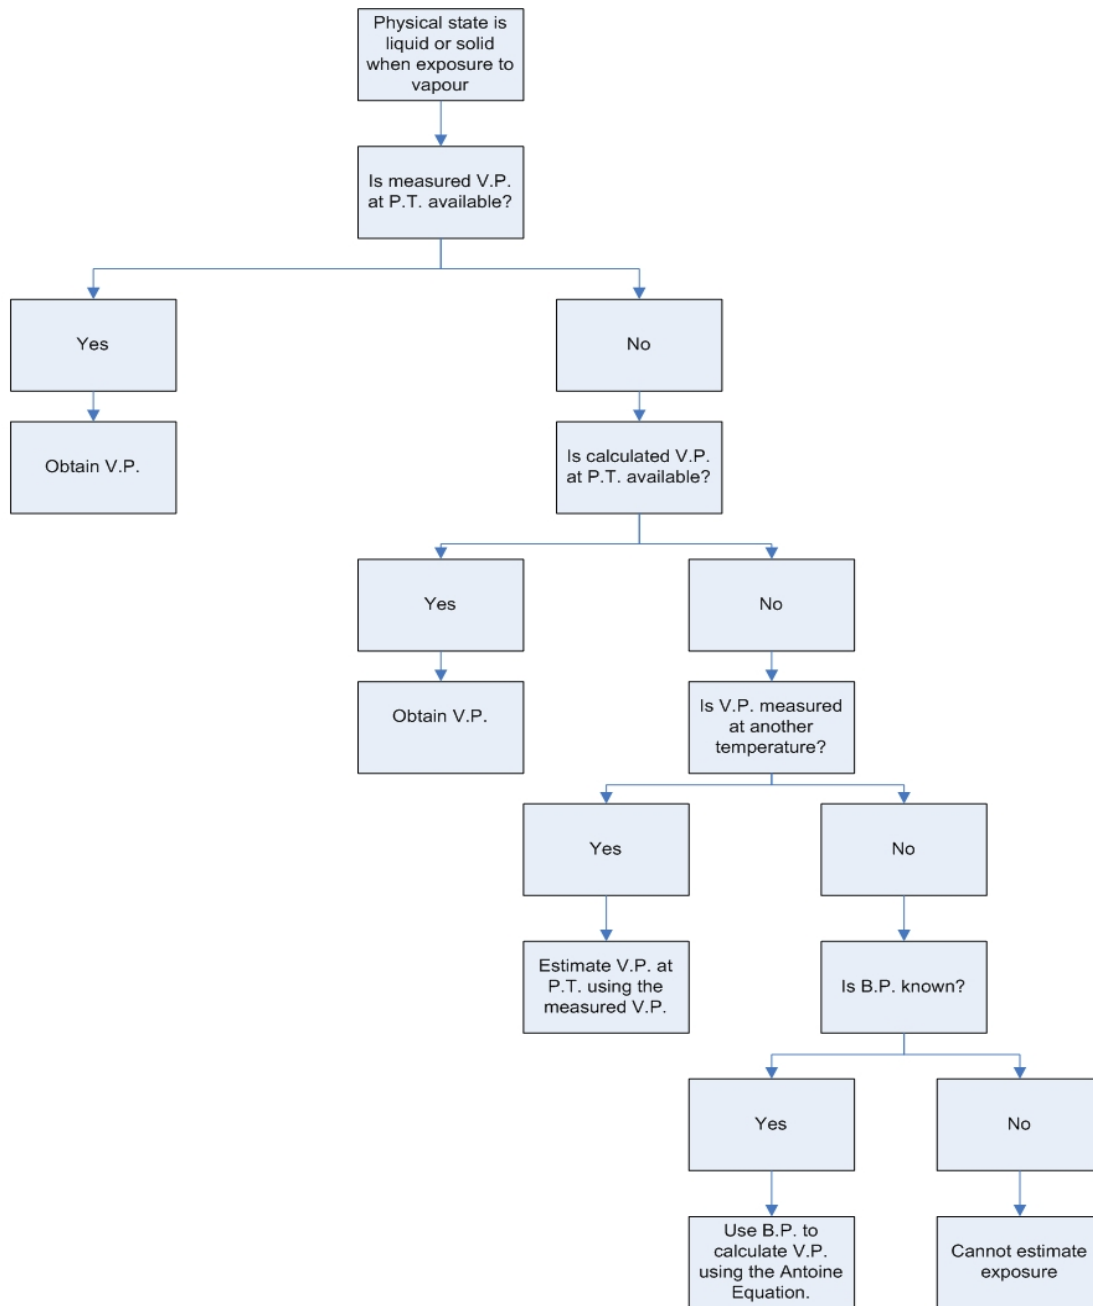 Physical state is
liquid or solid
when exposure to
vapour
Is measured V.P.
at P.T. available?
Yes
No
Obtain V.P.
Is calculated V.P.
at P.T. available?
Yes
No
Obtain V.P.
Is V.P. measured
at another
temperature?
Yes
No
Estimate V.P. at
P.T. using the
measured V.P.
Is B.P. known?
Yes
No
Use B.P. to
calculate V.P.
using the Antoine
Equation.
Cannot estimate
exposure